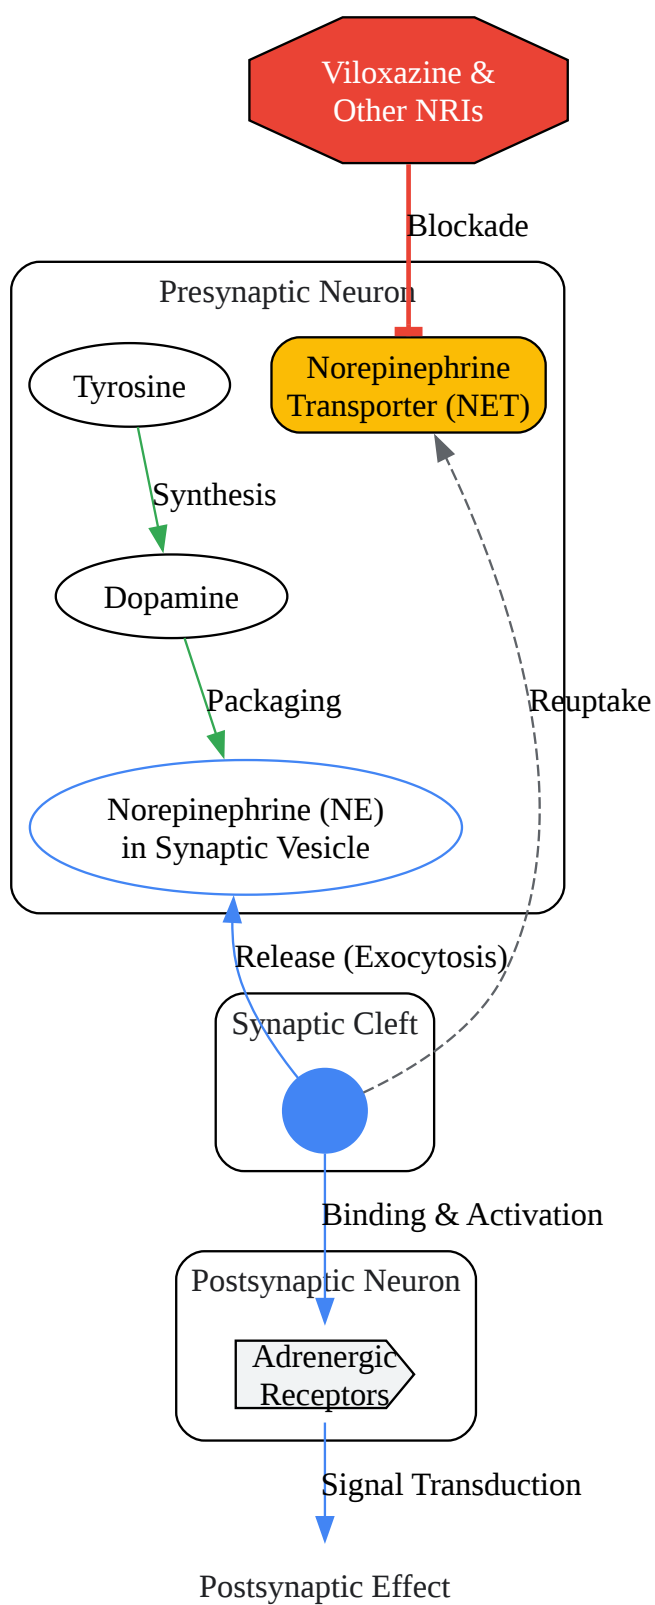 Viloxazine &
Other NRIs
Blockade
Presynaptic Neuron
Norepinephrine
Transporter (NET)
Tyrosine
Synthesis
Dopamine
Packaging
Reuptake
Norepinephrine (NE)
in Synaptic Vesicle
Release (Exocytosis)
Synaptic Cleft
Binding & Activation
Postsynaptic Neuron
Adrenergic
Receptors
Signal Transduction
Postsynaptic Effect